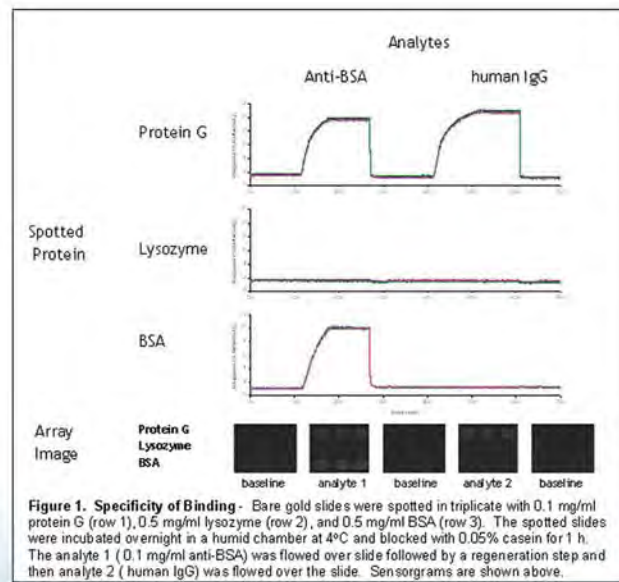 Analytes
Anti-BSA human IgG
Protein G
Spotted
Protein
Lysozyme
BSA
Array
Image
Protein G
Lysozyme
BSA
baseline analyte 1 baseline analyte 2 baseline
Figure 1. Specificity of Binding - Bare gold slides were spotted in triplicate with 0.1 mg/ml
protein G (row 1), 0.5 mg/ml lysozyme (row 2), and 0.5 mg/ml BSA (row 3). The spotted slides
were incubated overnight in a humid chamber at 4°C and blocked with 0.05% casein for 1 h.
The analyte 1 ( 0.1 mg/ml anti-BSA) was flowed over slide followed by a regeneration step and
then analyte 2 ( human IgG) was flowed over the slide. Sensorgrams are shown above.